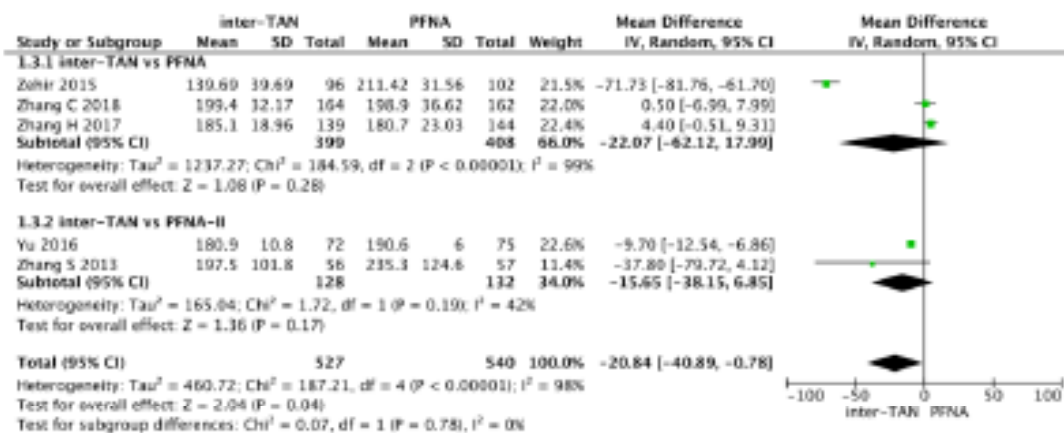 inter-TAN PFNA Mean Difference Mean Difference
Study or Subgroup Mean SD Total Mean SD Total Weight IV, Random, 95% CI IV, Random, 95% CI
1.3.1 inter-TAN vs PFNA
Zehir 2015 139.69 39.69 96 211.42 31.56 102 21.5% -71.73 [-81.76, -61.70]
Zhang C 2018 199.4 32.17 164 198.9 36.62 162 22.0% 0.50 [-6.99, 7.99]
Zhang H 2017 185.1 18.96 139 180.7 23.03 144 22.4% 4.40 [-0.51, 9.31]
Subtotal (95% CI) 399 408 66.0% -22.07 [-62.12, 17.99]
Heterogeneity: Tau² = 1237.27; Chi² = 184.59, df = 2 (P < 0.00001); I² = 99%
Test for overall effect: Z = 1.08 (P = 0.28)
1.3.2 inter-TAN vs PFNA-II
Yu 2016 180.9 10.8 72 190.6 6 75 22.6% -9.70 [-12.54, -6.86]
Zhang S 2013 197.5 101.8 56 235.3 124.6 57 11.4% -37.80 [-79.72, 4.12]
Subtotal (95% CI) 128 132 34.0% -15.65 [-38.15, 6.85]
Heterogeneity: Tau² = 165.04; Chi² = 1.72, df = 1 (P = 0.19); I² = 42%
Test for overall effect: Z = 1.36 (P = 0.17)
Total (95% CI) 527 540 100.0% -20.84 [-40.89, -0.78]
Heterogeneity: Tau² = 460.72; Chi² = 187.21, df = 4 (P < 0.00001); I² = 98%
-100 -50 0 50 100
Test for overall effect: Z = 2.04 (P = 0.04)
inter-TAN PFNA
Test for subgroup differences: Chi² = 0.07, df = 1 (P = 0.78), I² = 0%